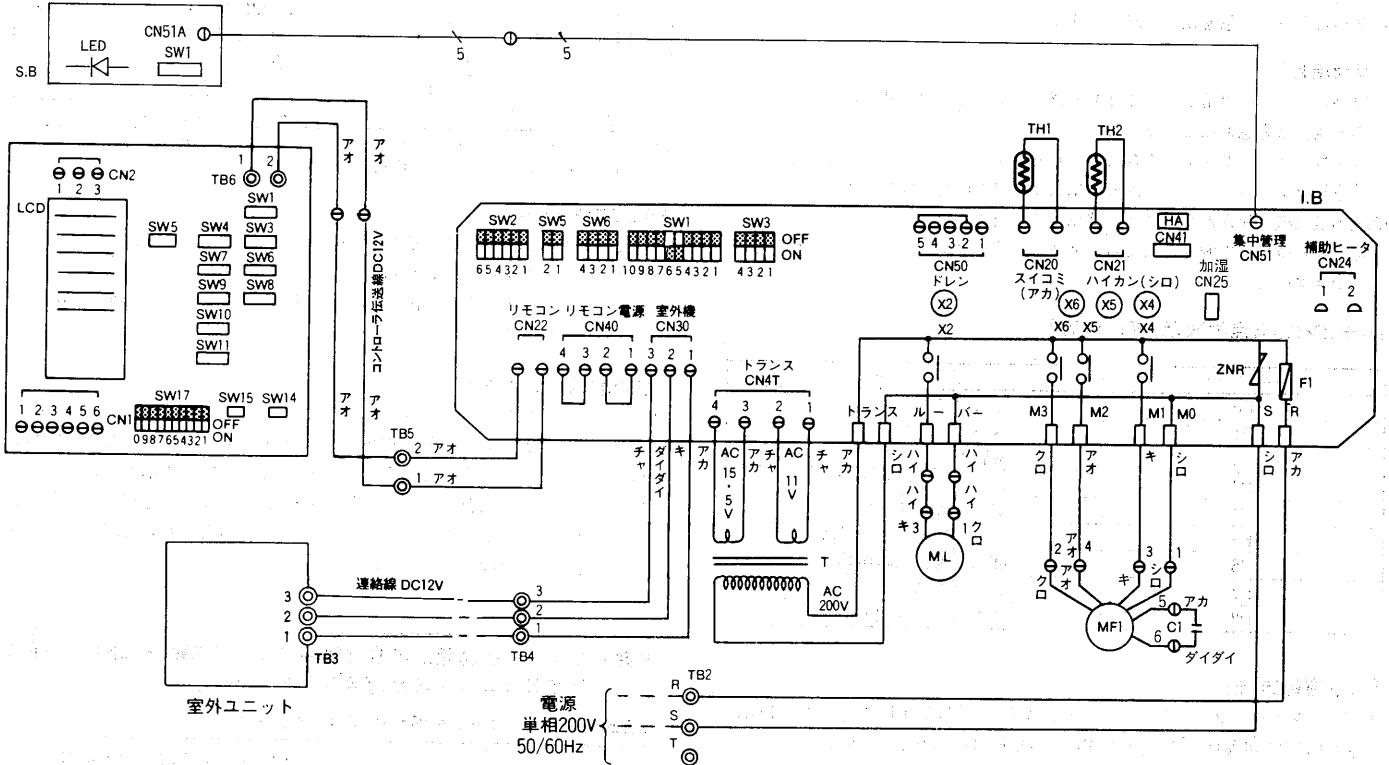 S.B
LED
CN51A
SW1
5
5
LCD
CN2
1 2 3
TB6
1 2
SW1
SW5
SW4
SW3
SW7
SW6
SW9
SW8
SW10
SW11
CN1
1 2 3 4 5 6
SW17
OFF
ON
0987654321
SW15
SW14
アオ
アオ
アオ
アオ
コントローラ伝送線DC12V
TB5
2 アオ
1 アオ
I.B
SW2
654321
SW5
21
SW6
4321
SW1
10987654321
SW3
4321
OFF
ON
5 4 3 2 1
CN50
ドレン
X2
X2
TH1
CN20
スイコミ
(アカ)
TH2
CN21
ハイカン(シロ)
X6
X5
X4
X6
X5
X4
HA
CN41
加湿
CN25
集中管理
CN51
補助ヒータ
CN24
1 2
リモコン
CN22
リモコン電源
CN40
4 3 2 1
室外機
CN30
3 2 1
チャ
ダイダイ
キ
アカ
トランス
CN4T
4 3 2 1
アカ
チャ
チャ
AC
15・5V
AC
11V
T
AC
200V
トランス
アカ
シロ
ルーバー
ハイ
ハイ
ハイ
ハイ
キ3
1クロ
ML
M3
M2
M1
M0
クロ
アオ
キ
シロ
2
アオ
4
3
シロ
1
クロ
アオ
キ
MF1
5
アカ
C1
6
ダイダイ
ZNR
F1
S
R
シロ
アカ
室外ユニット
3
2
1
TB3
連絡線 DC12V
3
2
1
TB4
電源
単相200V
50/60Hz
R
S
T
TB2